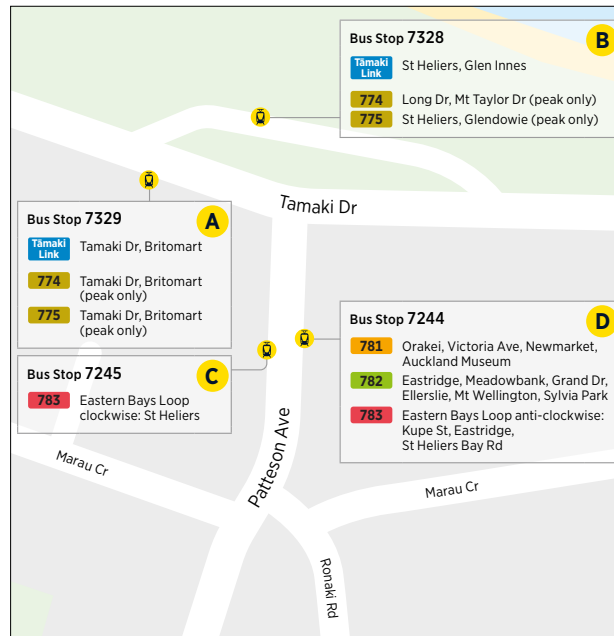 Bus Stop 7328
B
Tāmaki
Link
St Heliers, Glen Innes
774 Long Dr, Mt Taylor Dr (peak only)
775 St Heliers, Glendowie (peak only)
Tamaki Dr
Bus Stop 7329
A
Tāmaki
Link
Tamaki Dr, Britomart
774 Tamaki Dr, Britomart
(peak only)
775 Tamaki Dr, Britomart
(peak only)
Bus Stop 7245
C
783 Eastern Bays Loop
clockwise: St Heliers
Bus Stop 7244
D
781 Orakei, Victoria Ave, Newmarket,
Auckland Museum
782 Eastridge, Meadowbank, Grand Dr,
Ellerslie, Mt Wellington, Sylvia Park
783 Eastern Bays Loop anti-clockwise:
Kupe St, Eastridge,
St Heliers Bay Rd
Patteson Ave
Marau Cr
Marau Cr
Ronaki Rd